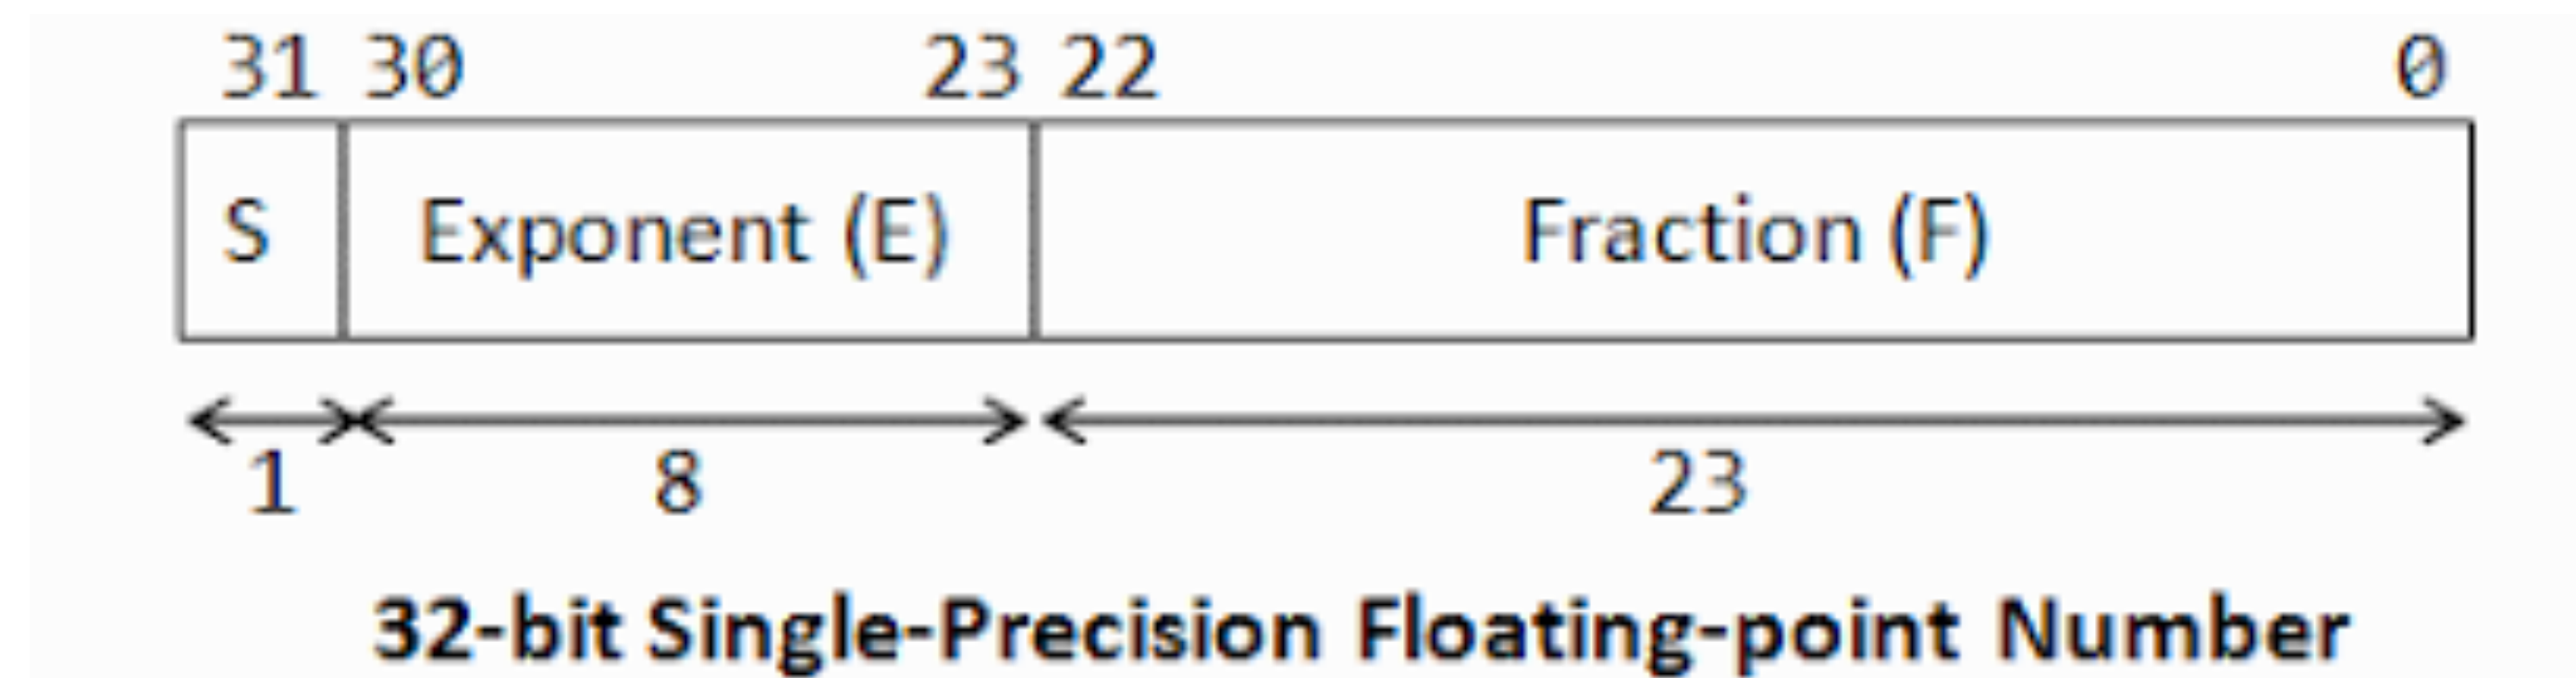 31 30 23 22 0
S Exponent (E) Fraction (F)
1 8 23
32-bit Single-Precision Floating-point Number